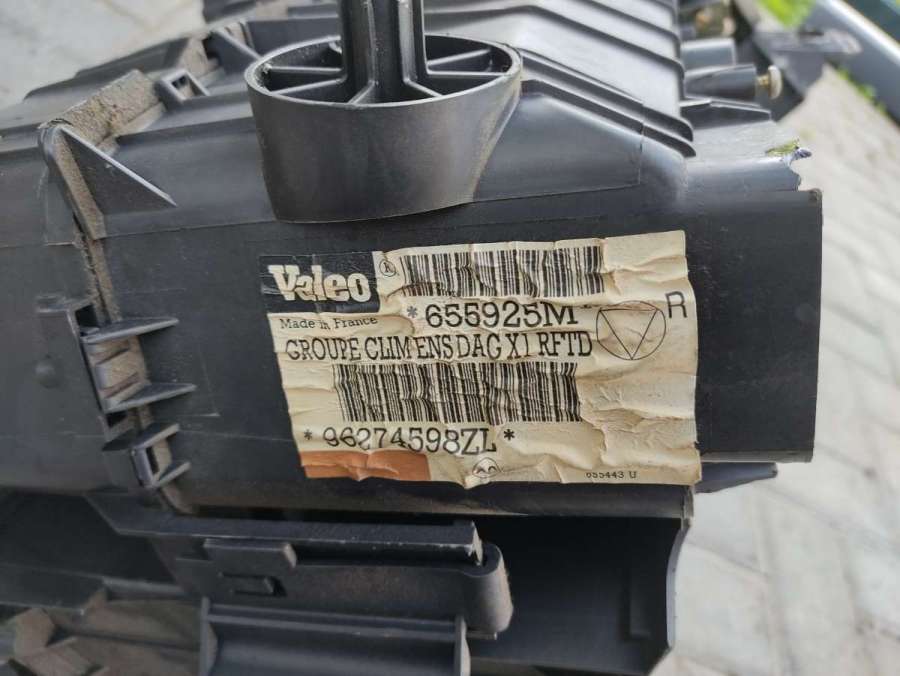 Valeo ®
Made in France
*655925M
R
GROUPE CLIM ENS DAG X1 RFTD
*96274598ZL*
655443 U